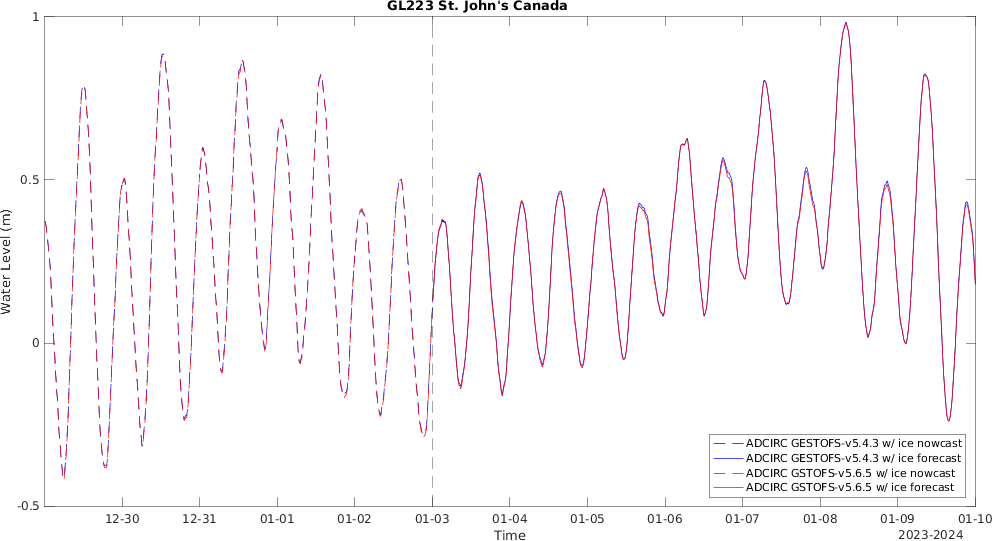 GL223 St. John's Canada
1
0.5
0
-0.5
Water Level (m)
12-30
12-31
01-01
01-02
01-03
01-04
01-05
01-06
01-07
01-08
01-09
01-10
Time
2023-2024
ADCIRC GESTOFS-v5.4.3 w/ ice nowcast
ADCIRC GESTOFS-v5.4.3 w/ ice forecast
ADCIRC GSTOFS-v5.6.5 w/ ice nowcast
ADCIRC GSTOFS-v5.6.5 w/ ice forecast